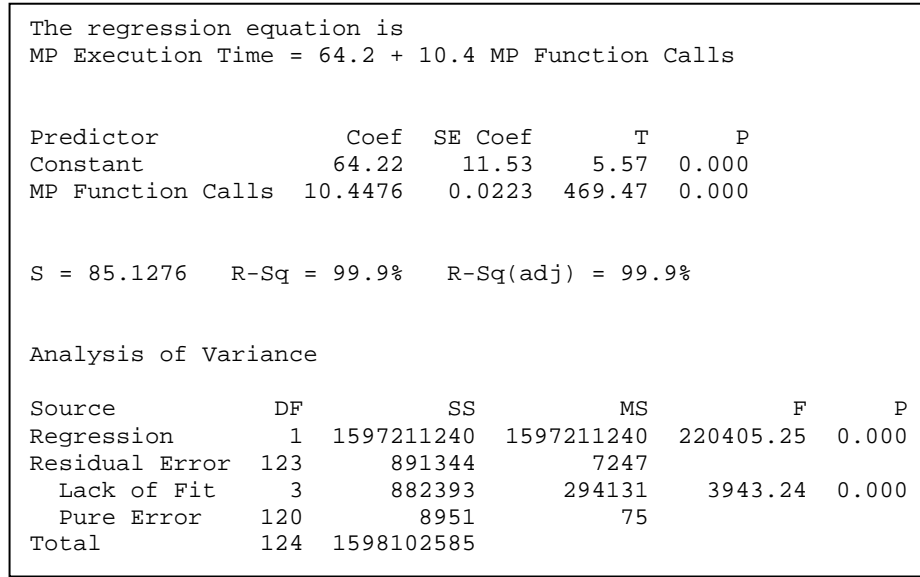 The regression equation is
MP Execution Time = 64.2 + 10.4 MP Function Calls
Predictor Coef SE Coef T P
Constant 64.22 11.53 5.57 0.000
MP Function Calls 10.4476 0.0223 469.47 0.000
S = 85.1276 R-Sq = 99.9% R-Sq(adj) = 99.9%
Analysis of Variance
Source DF SS MS F P
Regression 1 1597211240 1597211240 220405.25 0.000
Residual Error 123 891344 7247
Lack of Fit 3 882393 294131 3943.24 0.000
Pure Error 120 8951 75
Total 124 1598102585